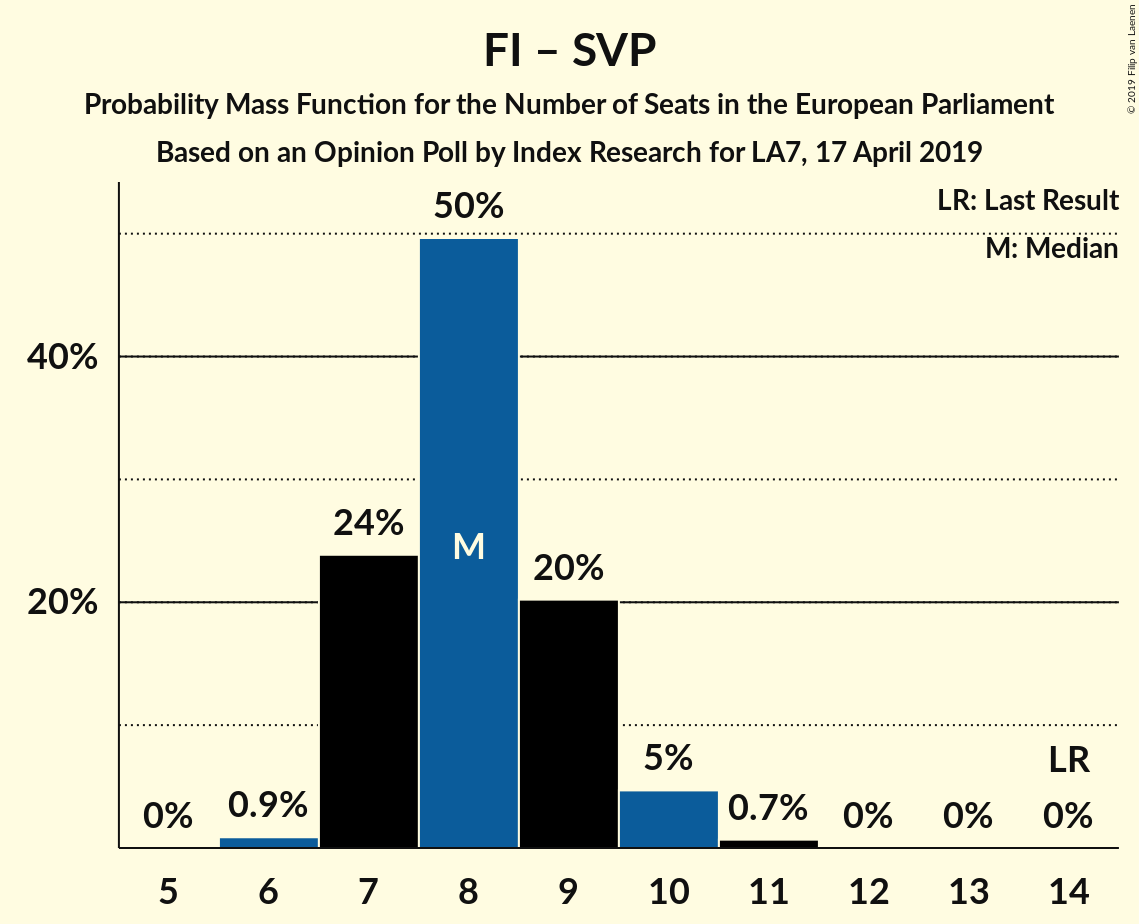 FI – SVP
Probability Mass Function for the Number of Seats in the European Parliament
Based on an Opinion Poll by Index Research for LA7, 17 April 2019
© 2019 Filip van Laenen
LR: Last Result
M: Median
50%
40%
24%
M
20%
20%
5%
LR
0%
0.9%
0.7%
0%
0%
0%
5 6 7 8 9 10 11 12 13 14